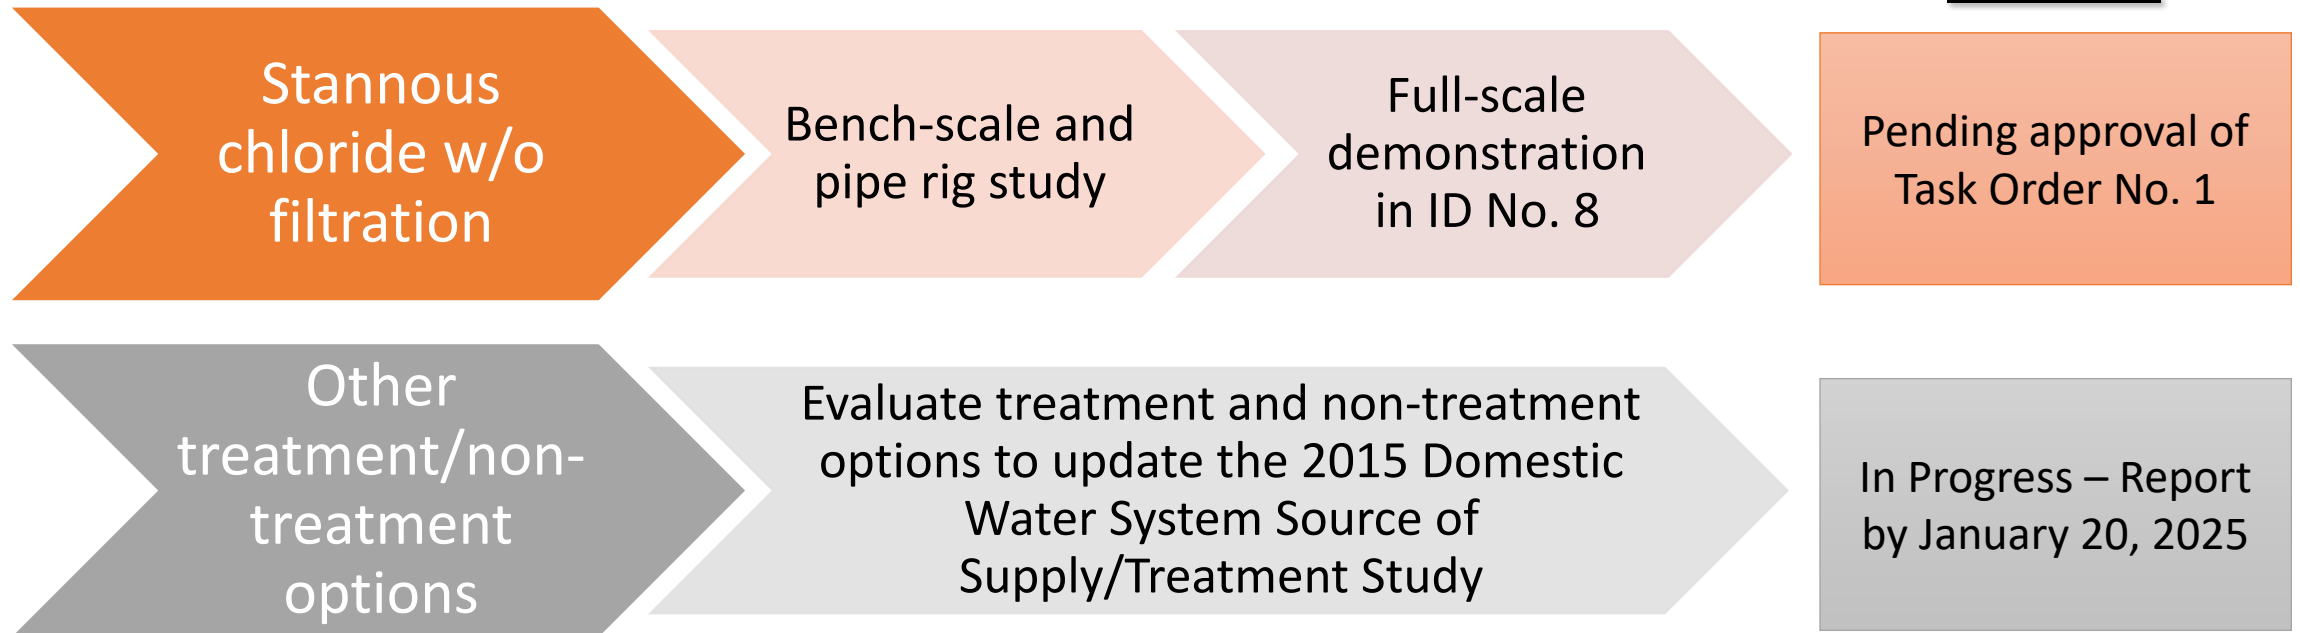 Stannous
chloride w/o
filtration
Bench-scale and
pipe rig study
Full-scale
demonstration
in ID No. 8
Pending approval of
Task Order No. 1
Other
treatment/non-
treatment
options
Evaluate treatment and non-treatment
options to update the 2015 Domestic
Water System Source of
Supply/Treatment Study
In Progress – Report
by January 20, 2025